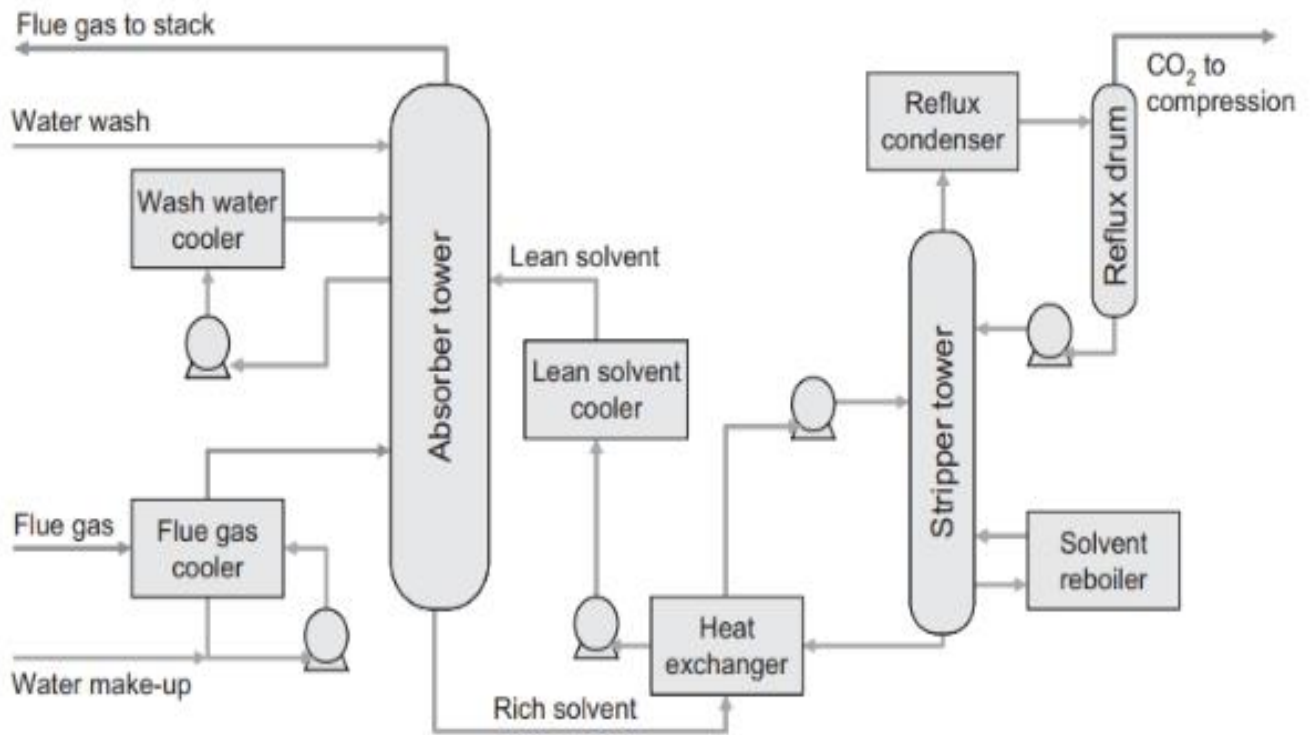 Flue gas to stack
Water wash
Wash water
cooler
Flue gas
Flue gas
cooler
Water make-up
Absorber tower
Lean solvent
Lean solvent
cooler
Rich solvent
Heat
exchanger
Reflux
condenser
Stripper tower
Solvent
reboiler
Reflux drum
CO₂ to
compression